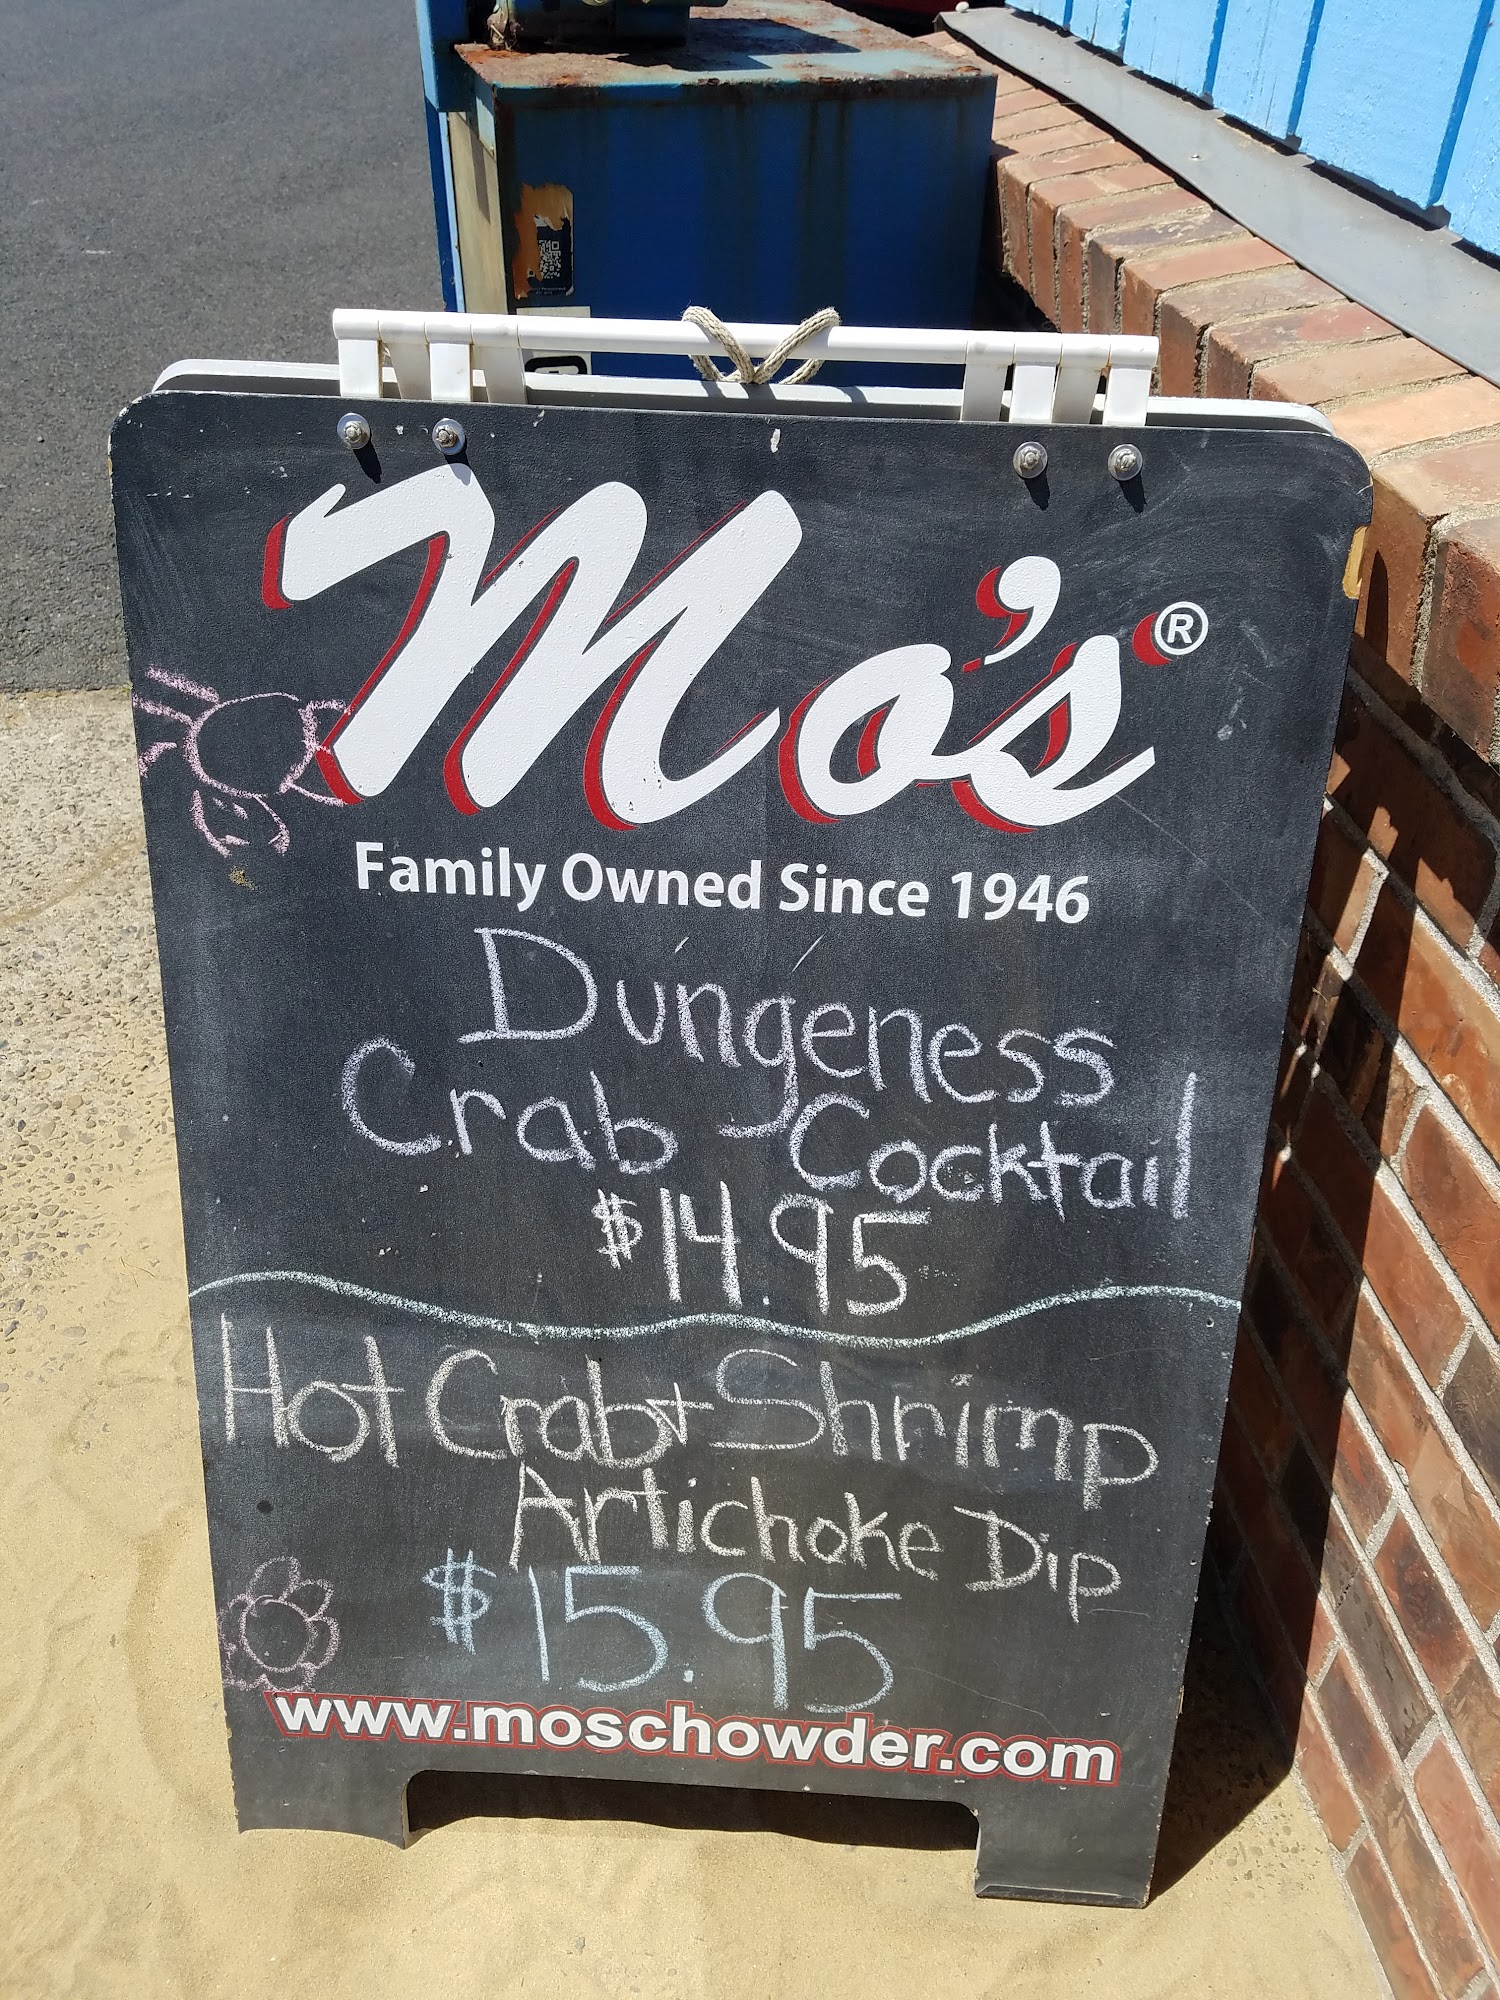 Mo's®
Family Owned Since 1946
Dungeness
Crab Cocktail
$14.95
Hot Crab + Shrimp
Artichoke Dip
$15.95
www.moschowder.com